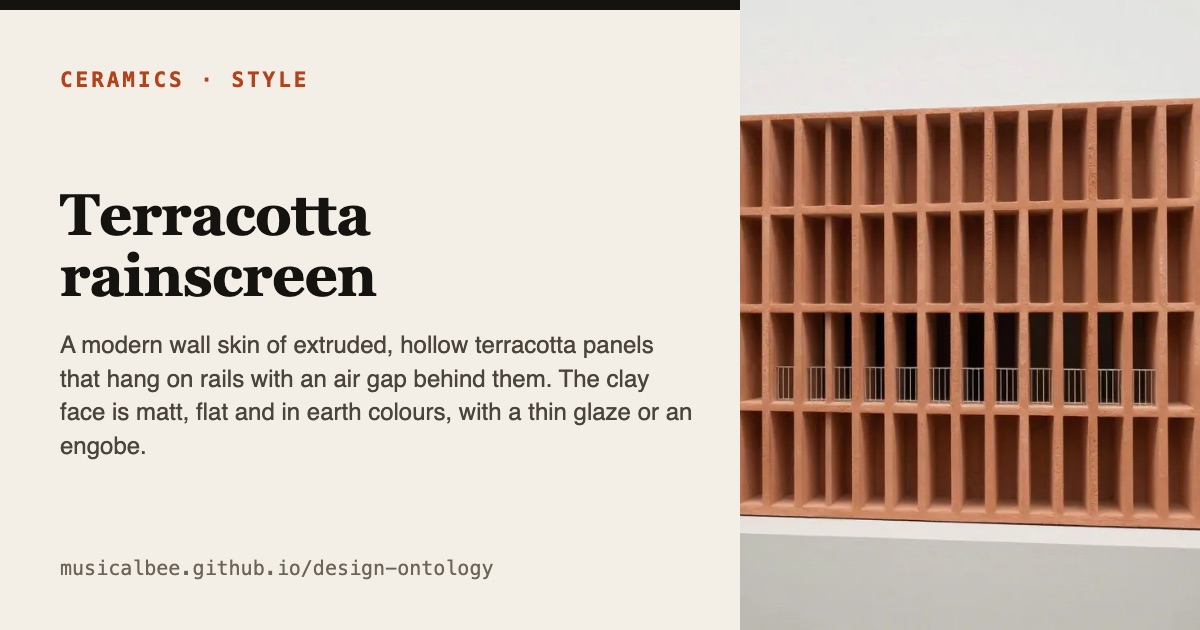 CERAMICS · STYLE
Terracotta
rainscreen
A modern wall skin of extruded, hollow terracotta panels
that hang on rails with an air gap behind them. The clay
face is matt, flat and in earth colours, with a thin glaze or an
engobe.
musicalbee.github.io/design-ontology